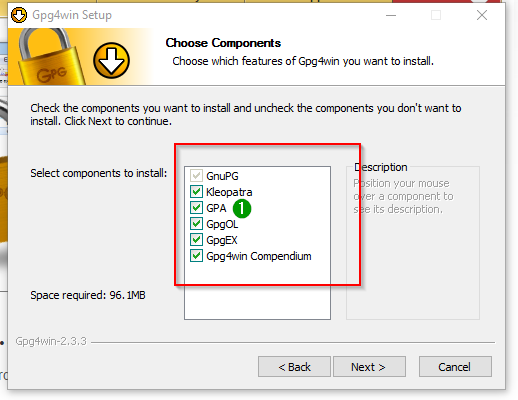 Gpg4win Setup
GPG
Choose Components
Choose which features of Gpg4win you want to install.
Check the components you want to install and uncheck the components you don't want to
install. Click Next to continue.
Select components to install:
GnuPG
Kleopatra
GPA
1
GpgOL
GpgEX
Gpg4win Compendium
Description
Position your mouse
over a component to
see its description.
Space required: 96.1MB
Gpg4win-2.3.3
< Back
Next >
Cancel